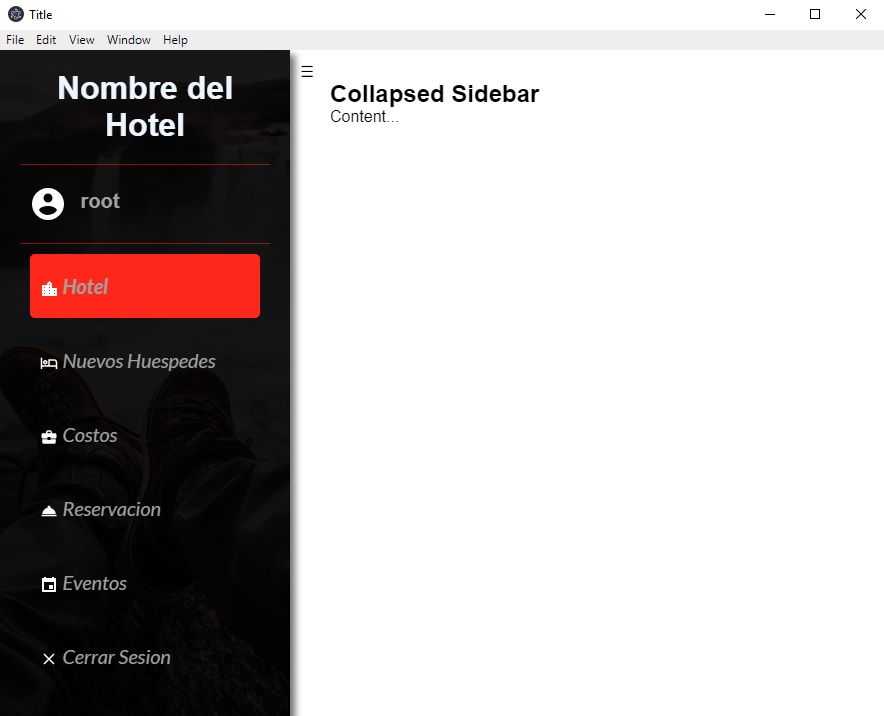 Title
File Edit View Window Help
Nombre del
Hotel
root
Hotel
Nuevos Huespedes
Costos
Reservacion
Eventos
Cerrar Sesion
Collapsed Sidebar
Content...